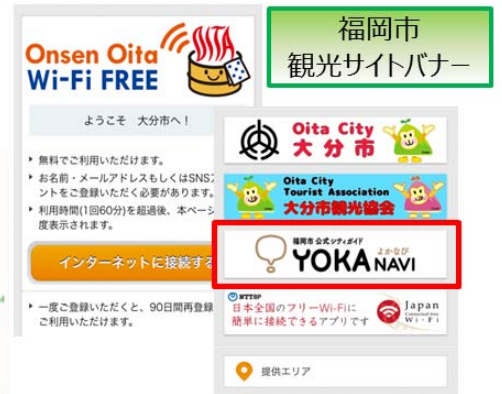 福岡市
観光サイトバナー
Onsen Oita
Wi-Fi FREE
OITA
ようこそ 大分市へ！
無料でご利用いただけます。
お名前・メールアドレスもしくはSNSア
ントをご登録いただく必要があります。
利用時間(1回60分)を超過後、本ペー
度表示されます。
インターネットに接続する
一度ご登録いただくと、90日間再登録
ご利用いただけます。
Oita City
大分市
Oita City
Tourist Association
大分市観光協会
福岡市 公式シティガイド
よかなび
YOKA NAVI
NTTBP
日本全国のフリーWi-Fiに
簡単に接続できるアプリです
Japan
Connected-free
Wi-Fi
提供エリア